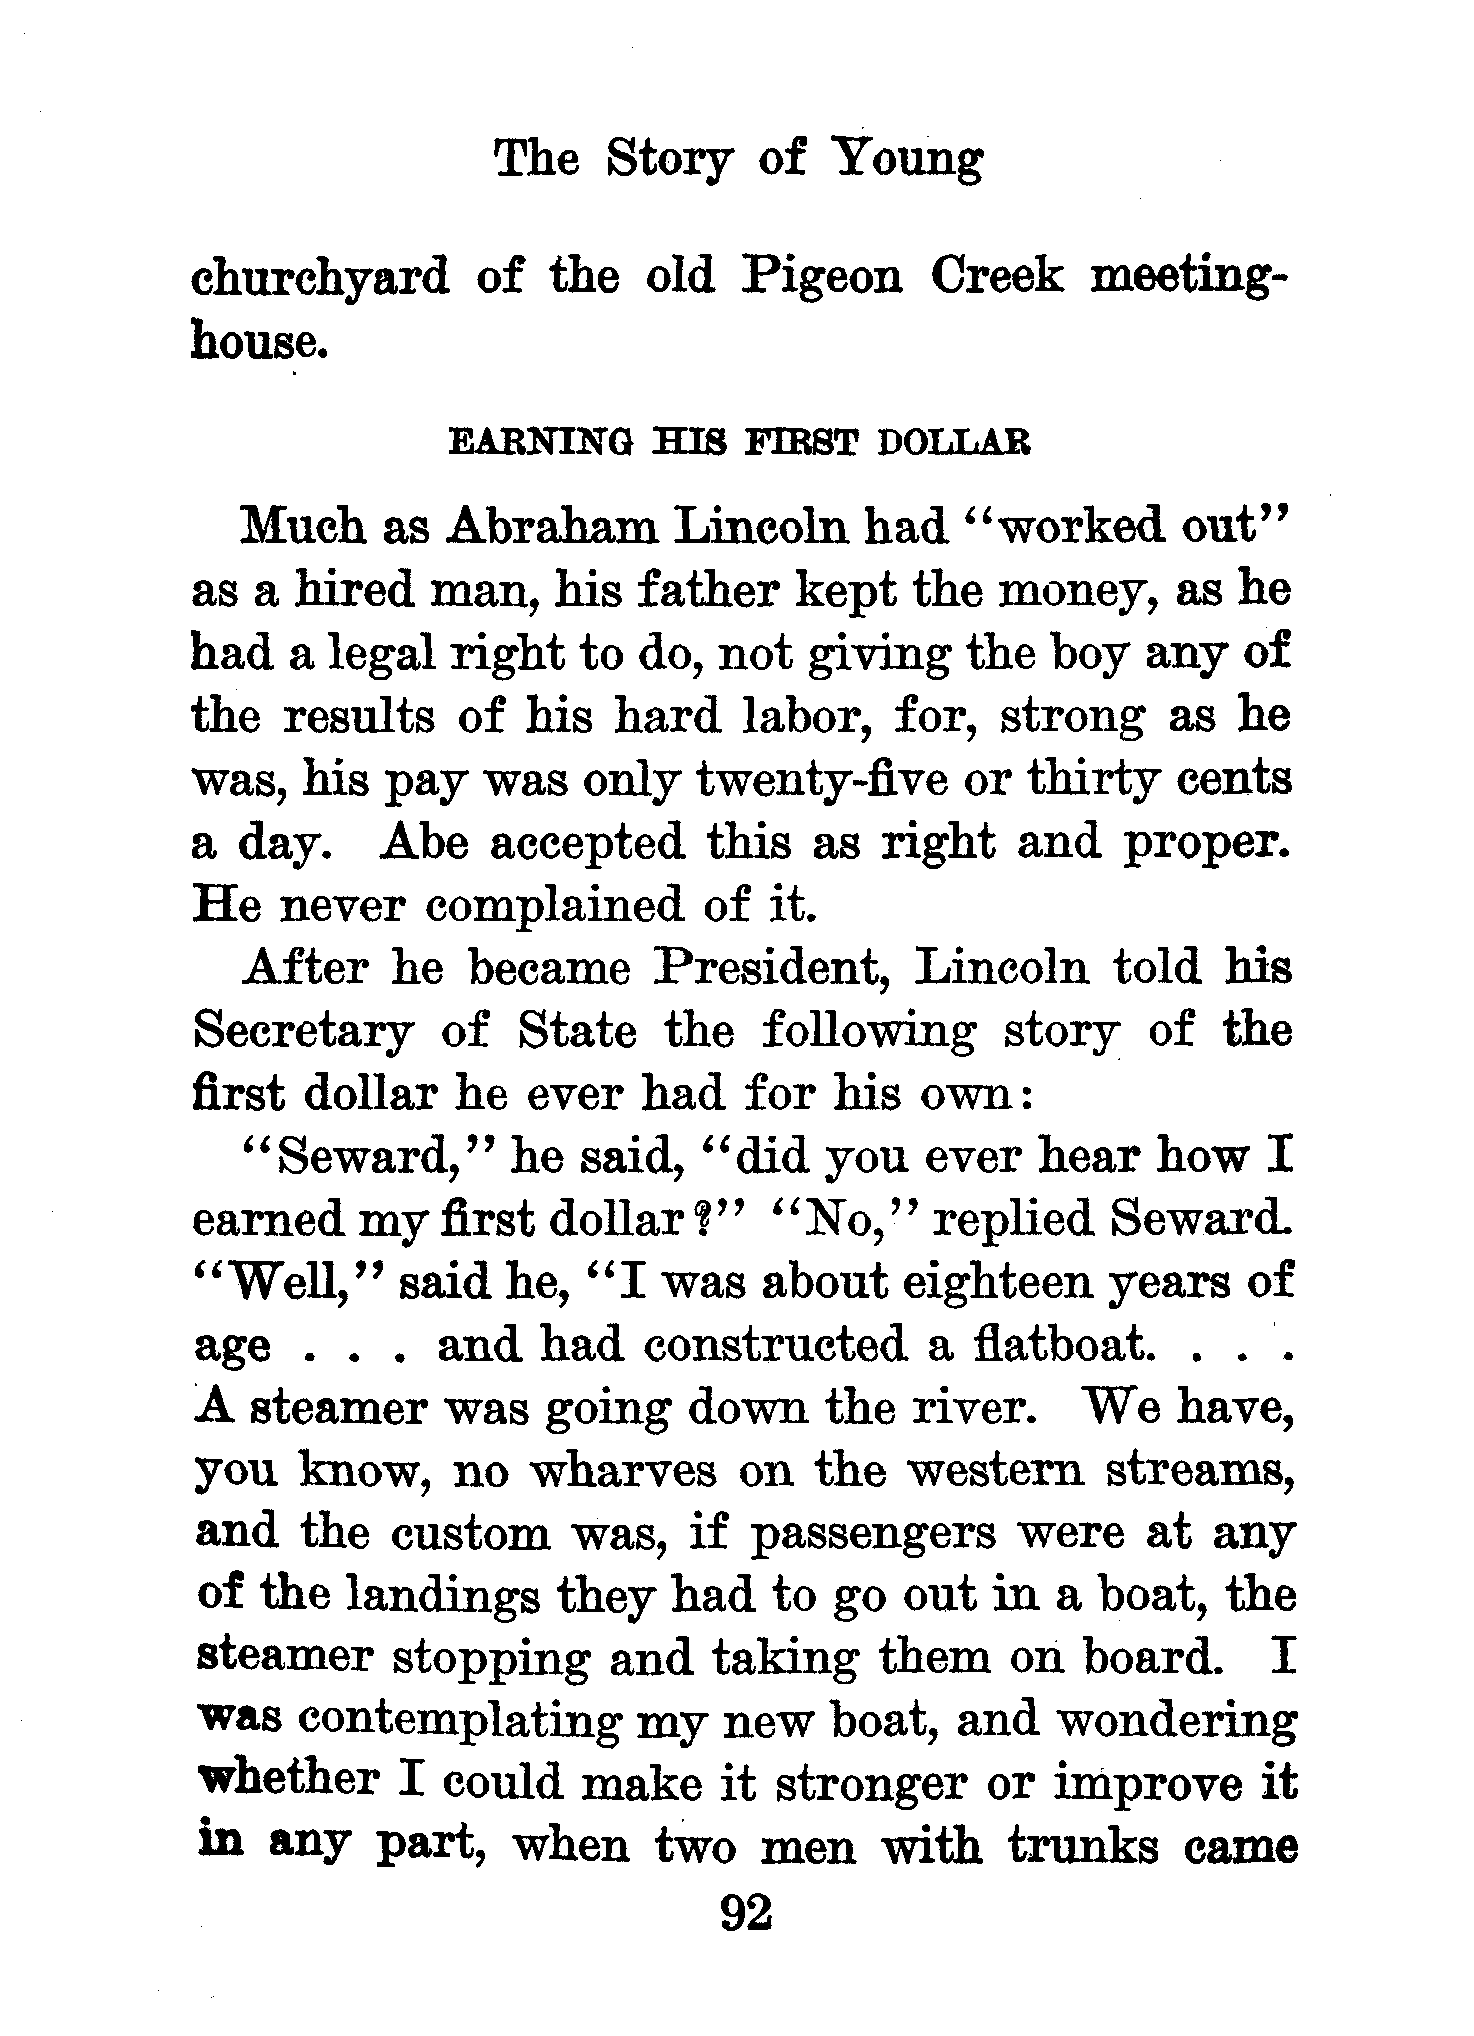 The Story of Young
churchyard of the old Pigeon Creek meeting-
house.
EARNING HIS FIRST DOLLAR
Much as Abraham Lincoln had “worked out”
as a hired man, his father kept the money, as he
had a legal right to do, not giving the boy any of
the results of his hard labor, for, strong as he
was, his pay was only twenty-five or thirty cents
a day. Abe accepted this as right and proper.
He never complained of it.
After he became President, Lincoln told his
Secretary of State the following story of the
first dollar he ever had for his own:
“Seward,” he said, “did you ever hear how I
earned my first dollar?” “No,” replied Seward.
“Well,” said he, “I was about eighteen years of
age . . . and had constructed a flatboat. . . .
A steamer was going down the river. We have,
you know, no wharves on the western streams,
and the custom was, if passengers were at any
of the landings they had to go out in a boat, the
steamer stopping and taking them on board. I
was contemplating my new boat, and wondering
whether I could make it stronger or improve it
in any part, when two men with trunks came
92